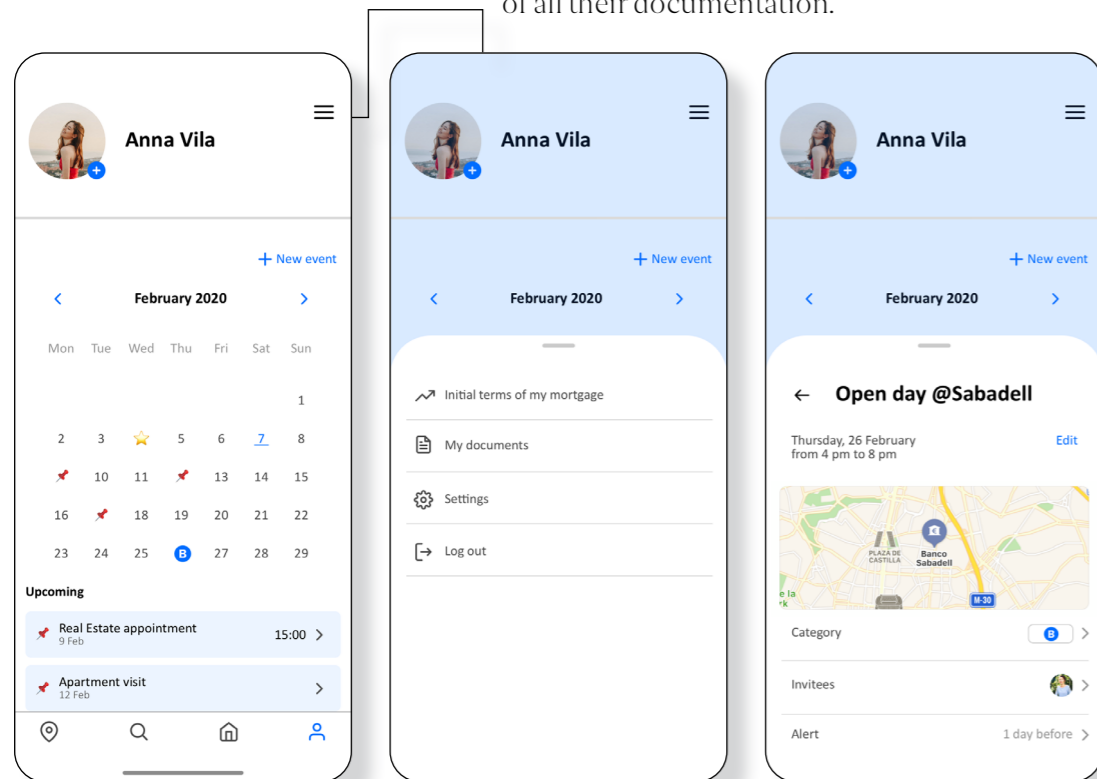 of all their documentation.
Anna Vila
+ New event
February 2020
Mon Tue Wed Thu Fri Sat Sun
1
2 3 5 6 7 8
10 11 13 14 15
16 18 19 20 21 22
23 24 25 B 27 28 29
Upcoming
Real Estate appointment
9 Feb
15:00
Apartment visit
12 Feb
Anna Vila
+ New event
February 2020
Initial terms of my mortgage
My documents
Settings
Log out
Anna Vila
+ New event
February 2020
Open day @Sabadell
Thursday, 26 February
from 4 pm to 8 pm
Edit
PLAZA DE
CASTILLA
Banco
Sabadell
e la
rk
M-30
Category
B
Invitees
Alert
1 day before